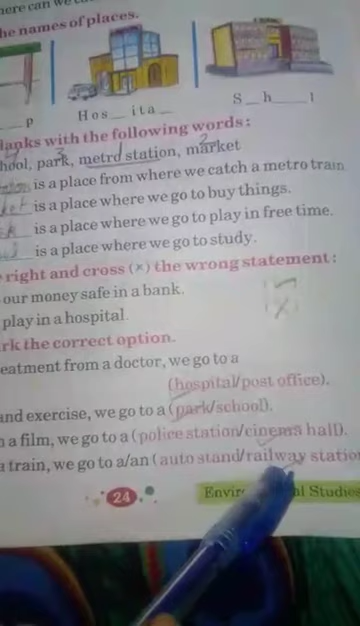 here can we
he names of places.
p
Hos__ita__
S__h____l
lanks with the following words:
hool, park, metro station, market
is a place from where we catch a metro train
is a place where we go to buy things.
is a place where we go to play in free time.
is a place where we go to study.
right and cross (×) the wrong statement:
our money safe in a bank.
play in a hospital.
rk the correct option.
eatment from a doctor, we go to a
(hospital/post office).
and exercise, we go to a (park/school).
a film, we go to a (police station/cinema hall).
a train, we go to a/an (auto stand/railway station
24
Envir al Studies